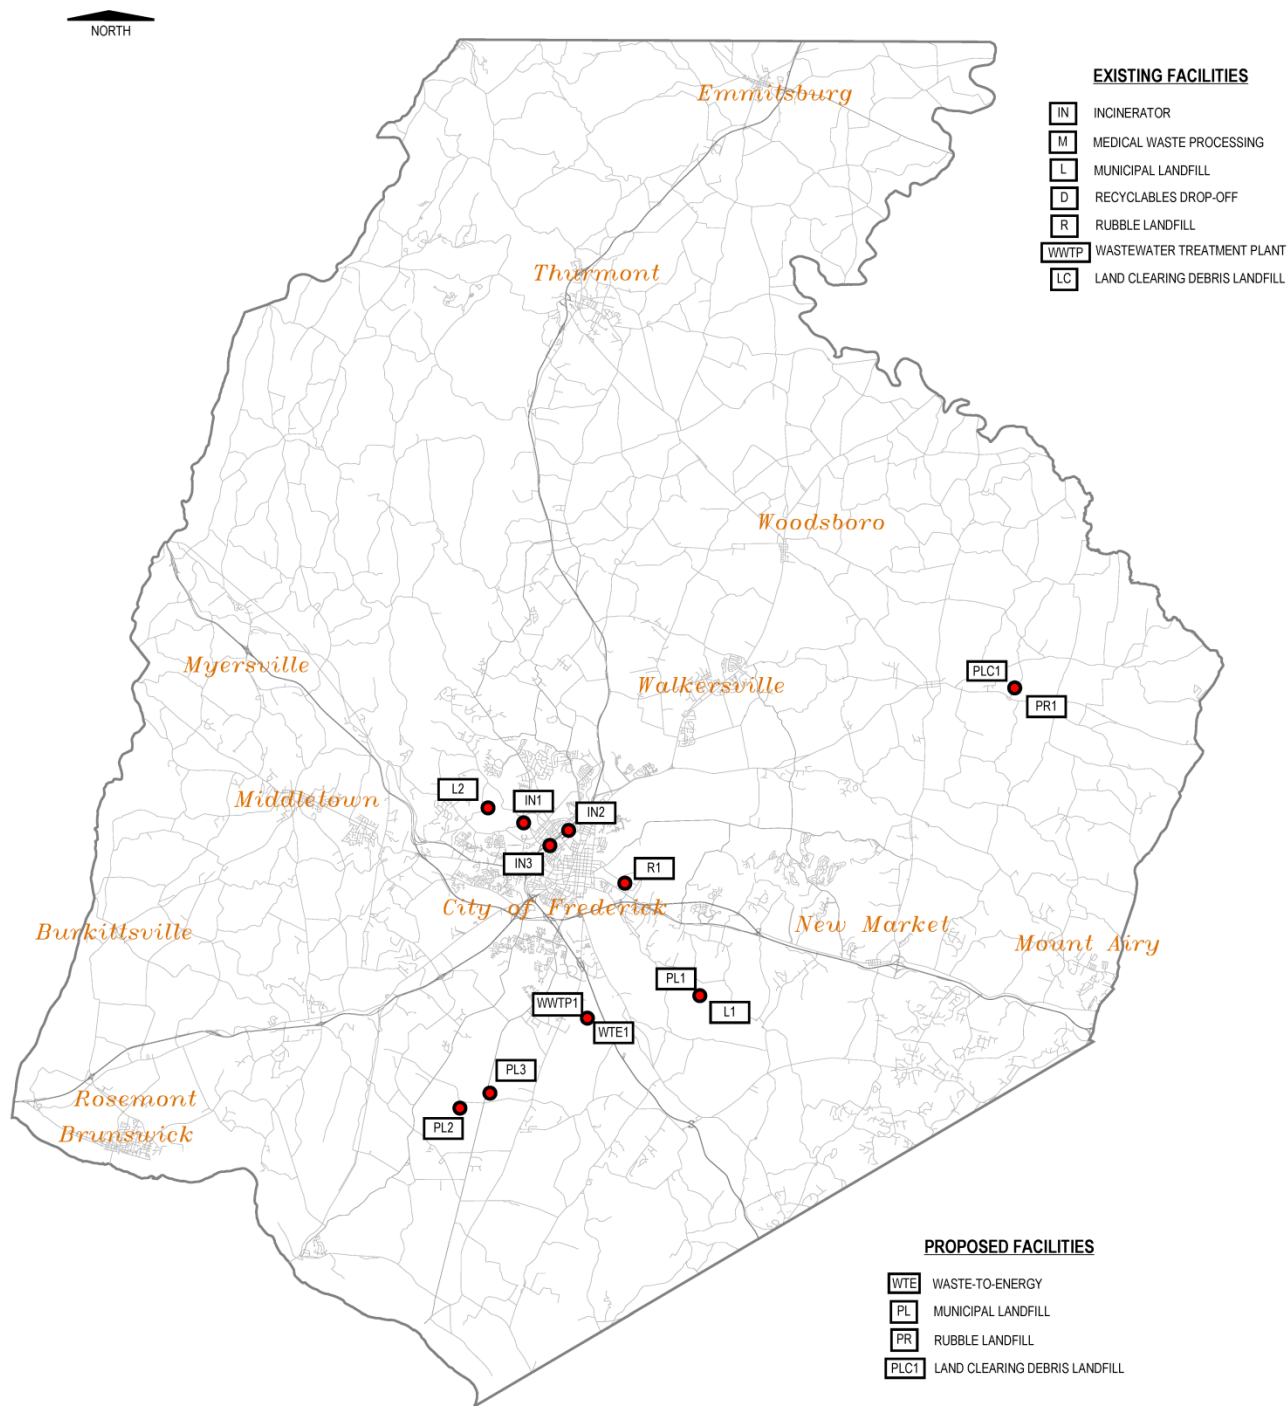 NORTH
Emmitsburg
EXISTING FACILITIES
IN INCINERATOR
M MEDICAL WASTE PROCESSING
L MUNICIPAL LANDFILL
D RECYCLABLES DROP-OFF
R RUBBLE LANDFILL
WWTP WASTEWATER TREATMENT PLANT
LC LAND CLEARING DEBRIS LANDFILL
Thurmont
Woodsboro
Myersville
Walkersville
PLC1
PR1
Middletown
L2
IN1
IN2
IN3
R1
City of Frederick
Burkittsville
New Market
Mount Airy
PL1
L1
WWTP1
WTE1
PL3
PL2
Rosemont
Brunswick
PROPOSED FACILITIES
WTE WASTE-TO-ENERGY
PL MUNICIPAL LANDFILL
PR RUBBLE LANDFILL
PLC1 LAND CLEARING DEBRIS LANDFILL